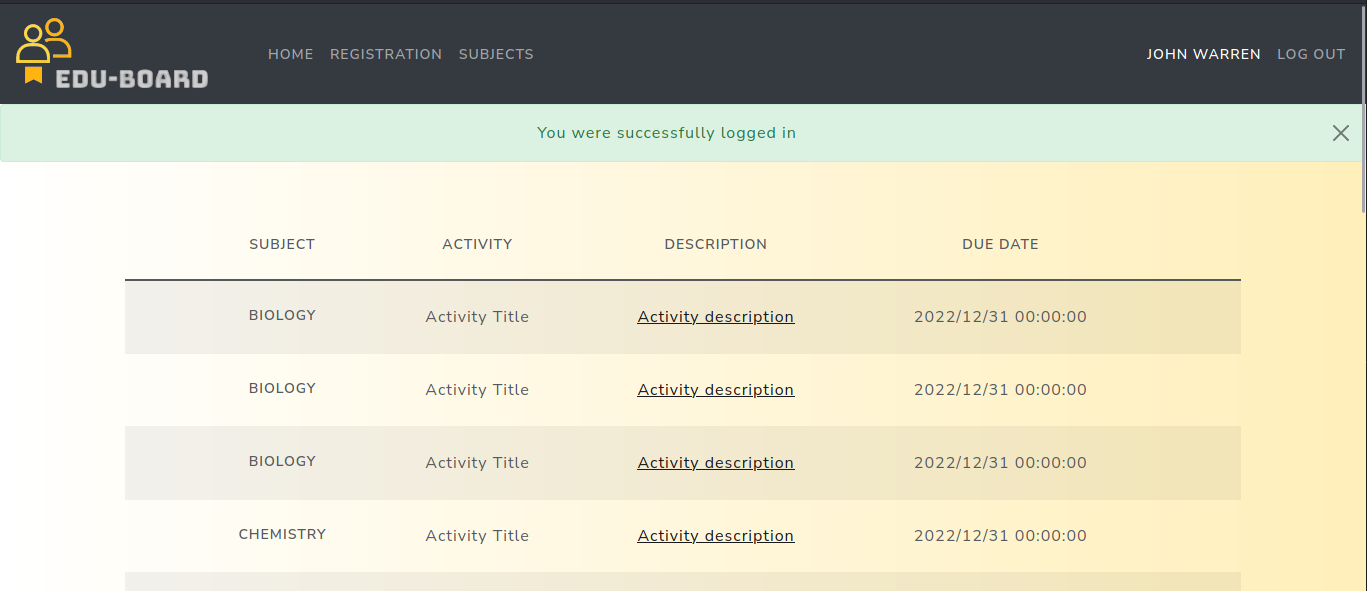 HOME REGISTRATION SUBJECTS JOHN WARREN LOG OUT
EDU-BOARD
You were successfully logged in
SUBJECT ACTIVITY DESCRIPTION DUE DATE
BIOLOGY Activity Title Activity description 2022/12/31 00:00:00
BIOLOGY Activity Title Activity description 2022/12/31 00:00:00
BIOLOGY Activity Title Activity description 2022/12/31 00:00:00
CHEMISTRY Activity Title Activity description 2022/12/31 00:00:00